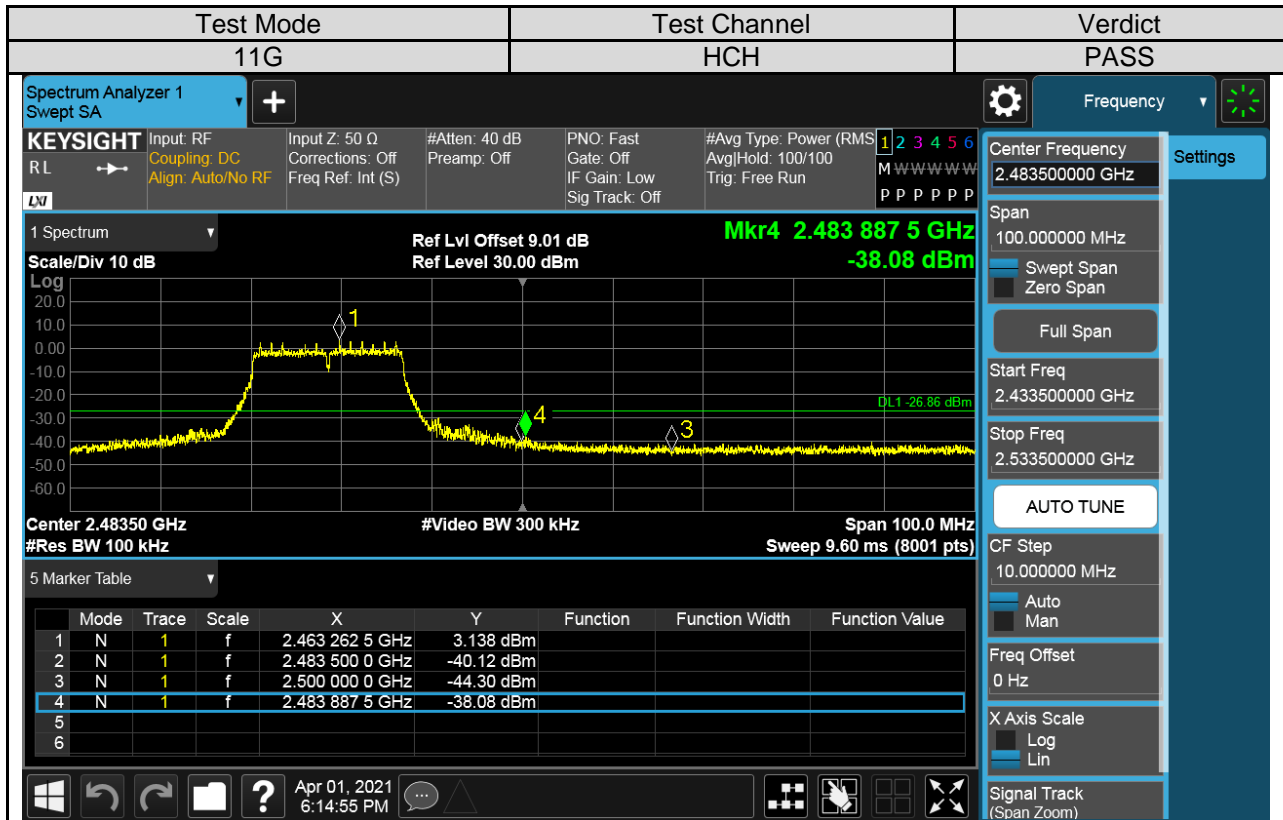 Test Mode Test Channel Verdict
11G HCH PASS
Spectrum Analyzer 1
Swept SA
+
Frequency
KEYSIGHT
RL
LXI
Input: RF
Coupling: DC
Align: Auto/No RF
Input Z: 50 Ω
Corrections: Off
Freq Ref: Int (S)
#Atten: 40 dB
Preamp: Off
PNO: Fast
Gate: Off
IF Gain: Low
Sig Track: Off
#Avg Type: Power (RMS
Avg|Hold: 100/100
Trig: Free Run
1 2 3 4 5 6
M W W W W W
P P P P P P
1 Spectrum
Scale/Div 10 dB
Ref Lvl Offset 9.01 dB
Ref Level 30.00 dBm
Mkr4 2.483 887 5 GHz
-38.08 dBm
Log
20.0
10.0
0.00
-10.0
-20.0
-30.0
-40.0
-50.0
-60.0
1
4
3
DL1 -26.86 dBm
Center 2.48350 GHz
#Res BW 100 kHz
#Video BW 300 kHz
Span 100.0 MHz
Sweep 9.60 ms (8001 pts)
5 Marker Table
Mode Trace Scale X Y Function Function Width Function Value
1 N 1 f 2.463 262 5 GHz 3.138 dBm
2 N 1 f 2.483 500 0 GHz -40.12 dBm
3 N 1 f 2.500 000 0 GHz -44.30 dBm
4 N 1 f 2.483 887 5 GHz -38.08 dBm
5
6
?
Apr 01, 2021
6:14:55 PM
Center Frequency
2.483500000 GHz
Settings
Span
100.000000 MHz
Swept Span
Zero Span
Full Span
Start Freq
2.433500000 GHz
Stop Freq
2.533500000 GHz
AUTO TUNE
CF Step
10.000000 MHz
Auto
Man
Freq Offset
0 Hz
X Axis Scale
Log
Lin
Signal Track
(Span Zoom)